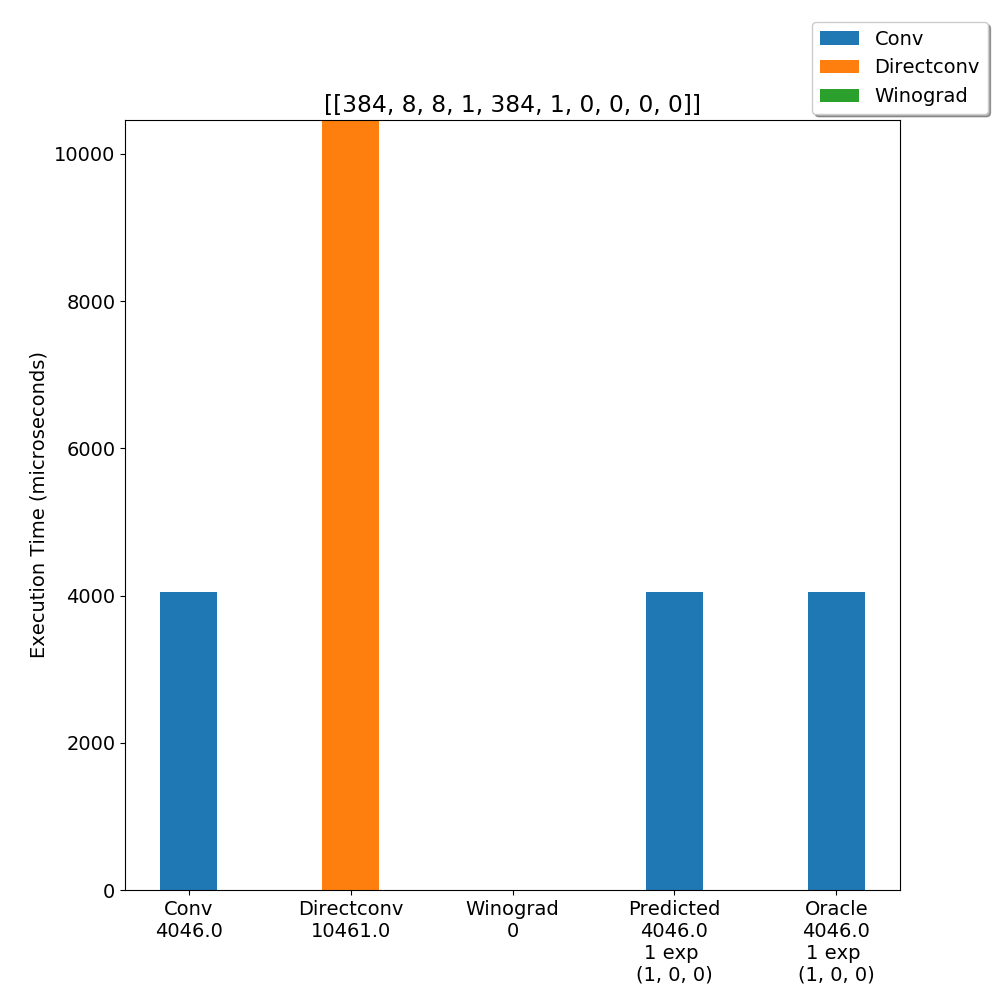 Conv
Directconv
Winograd
[[384, 8, 8, 1, 384, 1, 0, 0, 0, 0]]
Execution Time (microseconds)
10000
8000
6000
4000
2000
0
Conv
4046.0
Directconv
10461.0
Winograd
0
Predicted
4046.0
1 exp
(1, 0, 0)
Oracle
4046.0
1 exp
(1, 0, 0)